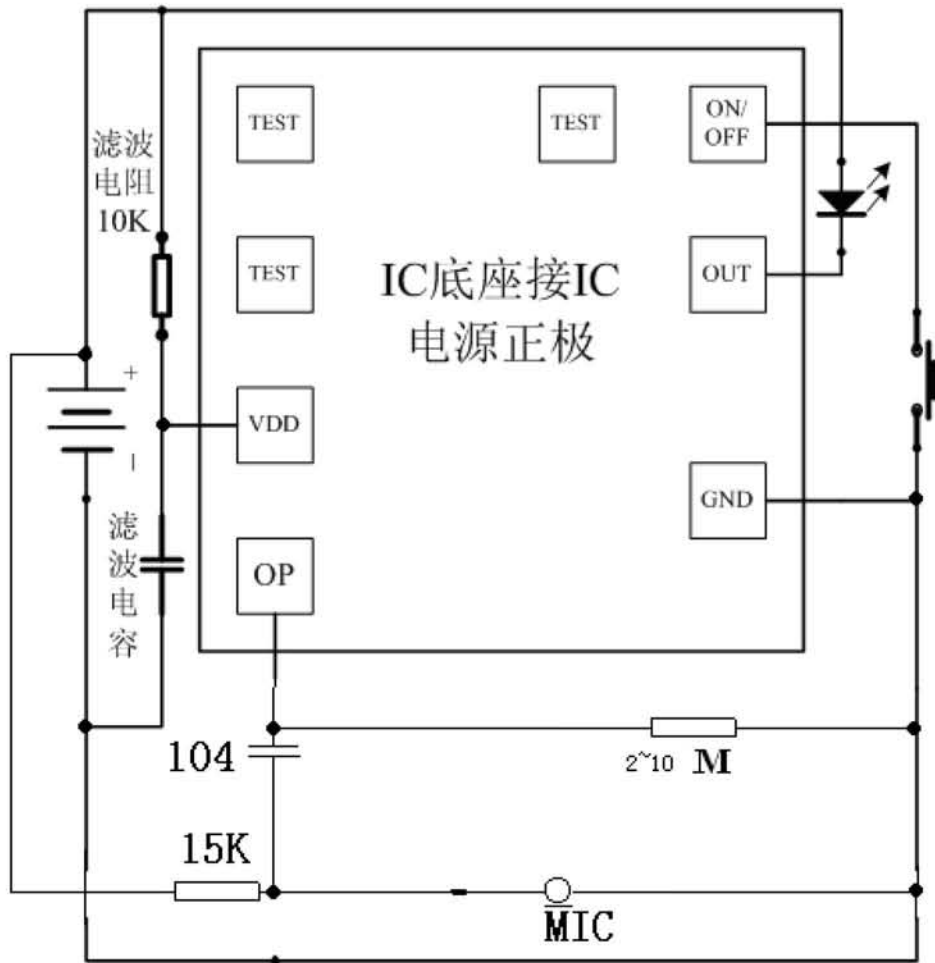 TEST
TEST
ON/
OFF
滤波
电阻
10K
TEST
IC底座接IC
电源正极
OUT
+
VDD
GND
滤
波
电
容
OP
104
2~10 M
15K
MIC